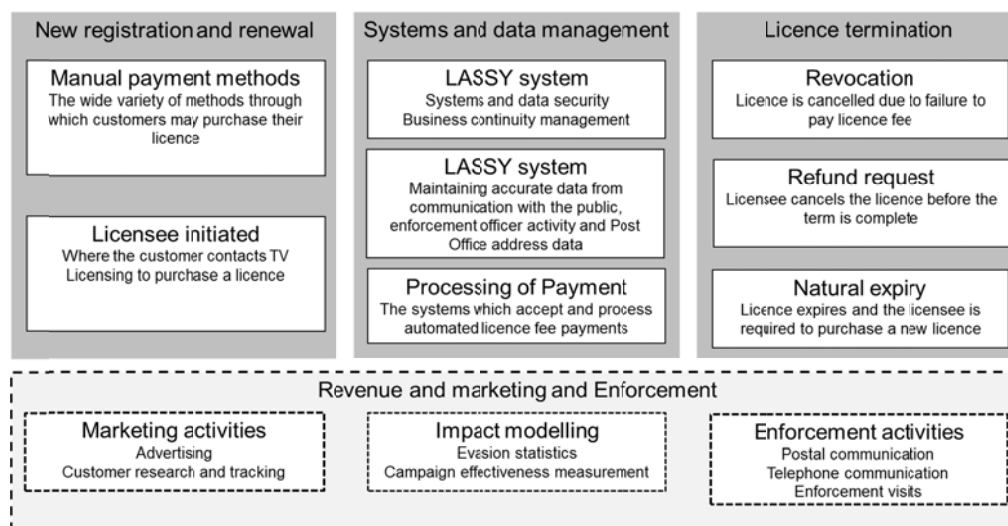 New registration and renewal
Manual payment methods
The wide variety of methods through
which customers may purchase their
licence
Licensee initiated
Where the customer contacts TV
Licensing to purchase a licence
Systems and data management
LASSY system
Systems and data security
Business continuity management
LASSY system
Maintaining accurate data from
communication with the public,
enforcement officer activity and Post
Office address data
Processing of Payment
The systems which accept and process
automated licence fee payments
Licence termination
Revocation
Licence is cancelled due to failure to
pay licence fee
Refund request
Licensee cancels the licence before the
term is complete
Natural expiry
Licence expires and the licensee is
required to purchase a new licence
Revenue and marketing and Enforcement
Marketing activities
Advertising
Customer research and tracking
Impact modelling
Evasion statistics
Campaign effectiveness measurement
Enforcement activities
Postal communication
Telephone communication
Enforcement visits